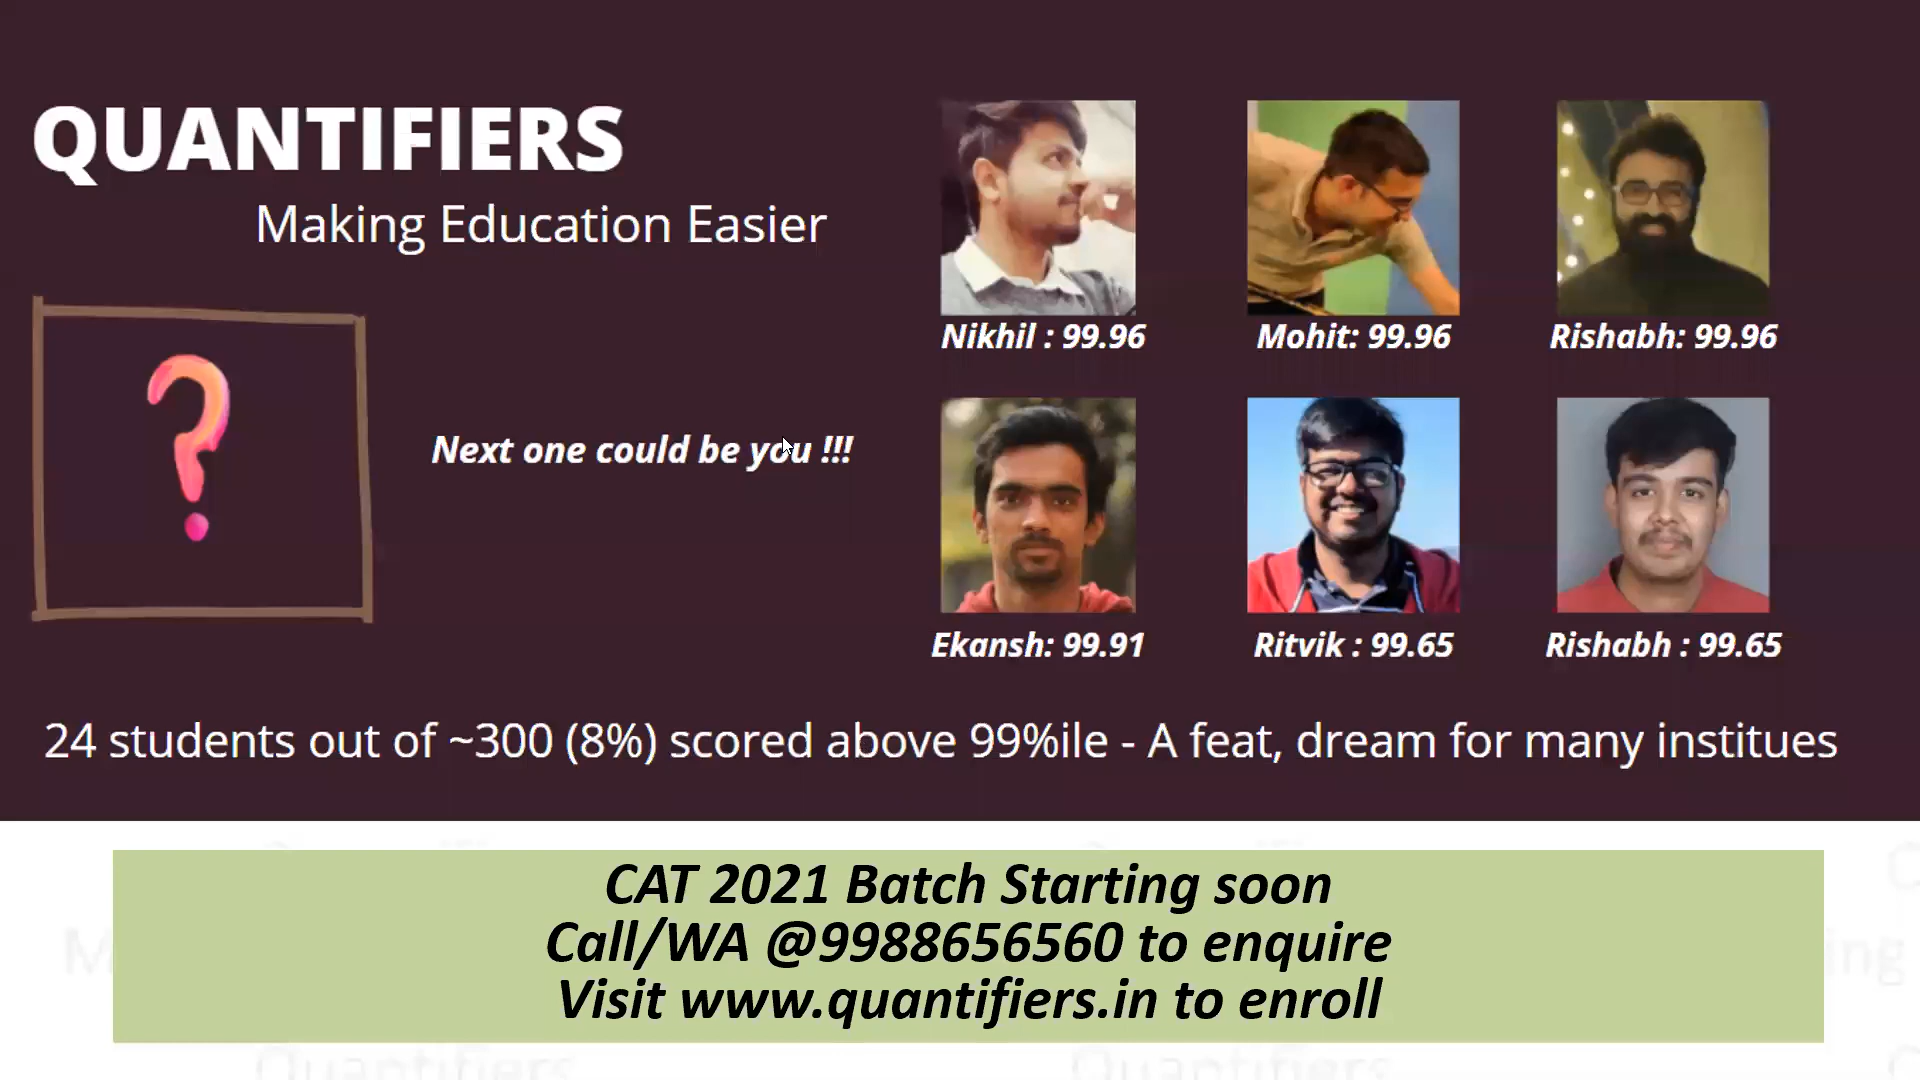 QUANTIFIERS
Making Education Easier
Next one could be you !!!
Nikhil : 99.96
Mohit: 99.96
Rishabh: 99.96
Ekansh: 99.91
Ritvik : 99.65
Rishabh : 99.65
24 students out of ~300 (8%) scored above 99%ile - A feat, dream for many institues
CAT 2021 Batch Starting soon
Call/WA @9988656560 to enquire
Visit www.quantifiers.in to enroll
Quantifiers Quantifiers